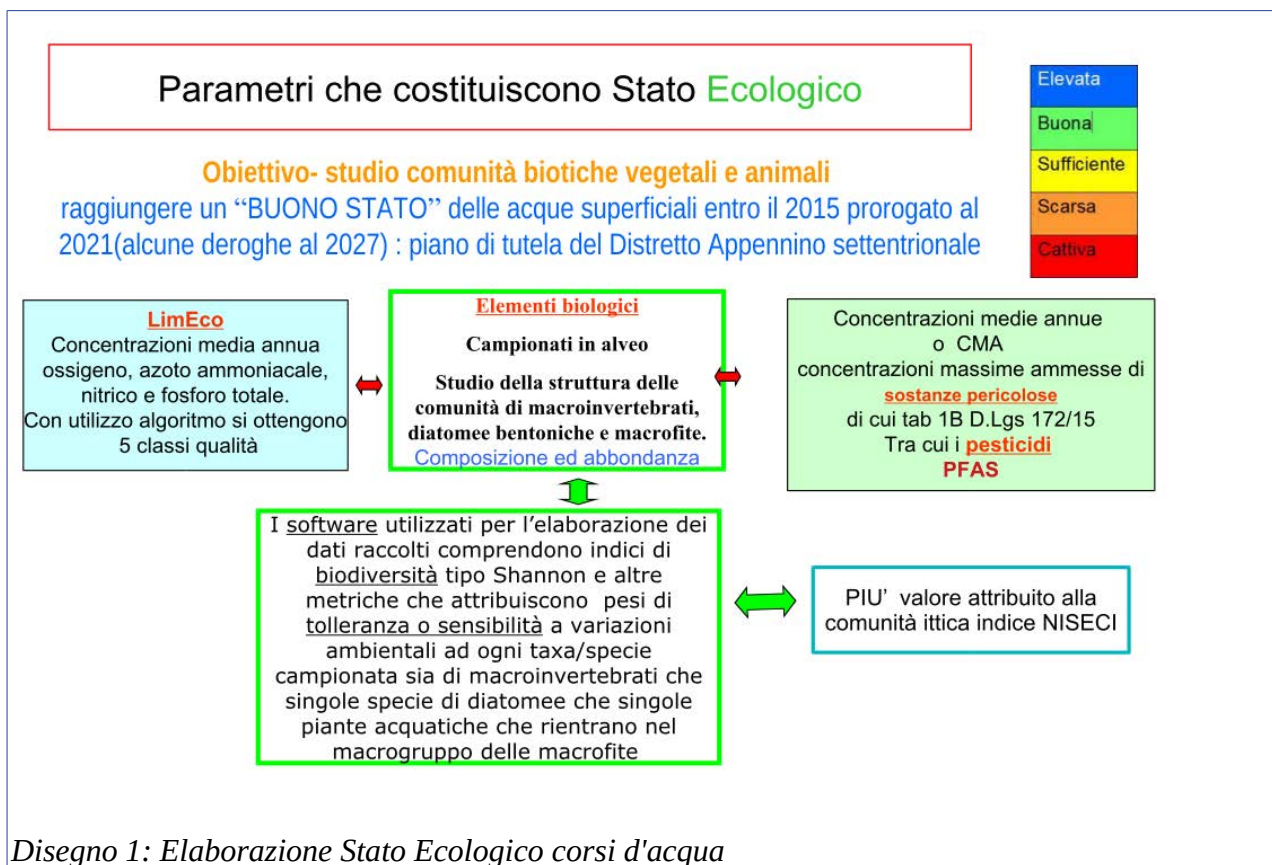 Parametri che costituiscono Stato Ecologico
Elevata
Buona
Sufficiente
Scarsa
Cattiva
Obiettivo- studio comunità biotiche vegetali e animali
raggiungere un “BUONO STATO” delle acque superficiali entro il 2015 prorogato al
2021(alcune deroghe al 2027) : piano di tutela del Distretto Appennino settentrionale
LimEco
Concentrazioni media annua
ossigeno, azoto ammoniacale,
nitrico e fosforo totale.
Con utilizzo algoritmo si ottengono
5 classi qualità
Elementi biologici
Campionati in alveo
Studio della struttura delle
comunità di macroinvertebrati,
diatomee bentoniche e macrofite.
Composizione ed abbondanza
Concentrazioni medie annue
o CMA
concentrazioni massime ammesse di
sostanze pericolose
di cui tab 1B D.Lgs 172/15
Tra cui i pesticidi
PFAS
I software utilizzati per l'elaborazione dei
dati raccolti comprendono indici di
biodiversità tipo Shannon e altre
metriche che attribuiscono pesi di
tolleranza o sensibilità a variazioni
ambientali ad ogni taxa/specie
campionata sia di macroinvertebrati che
singole specie di diatomee che singole
piante acquatiche che rientrano nel
macrogruppo delle macrofite
PIU' valore attribuito alla
comunità ittica indice NISECI
Disegno 1: Elaborazione Stato Ecologico corsi d'acqua